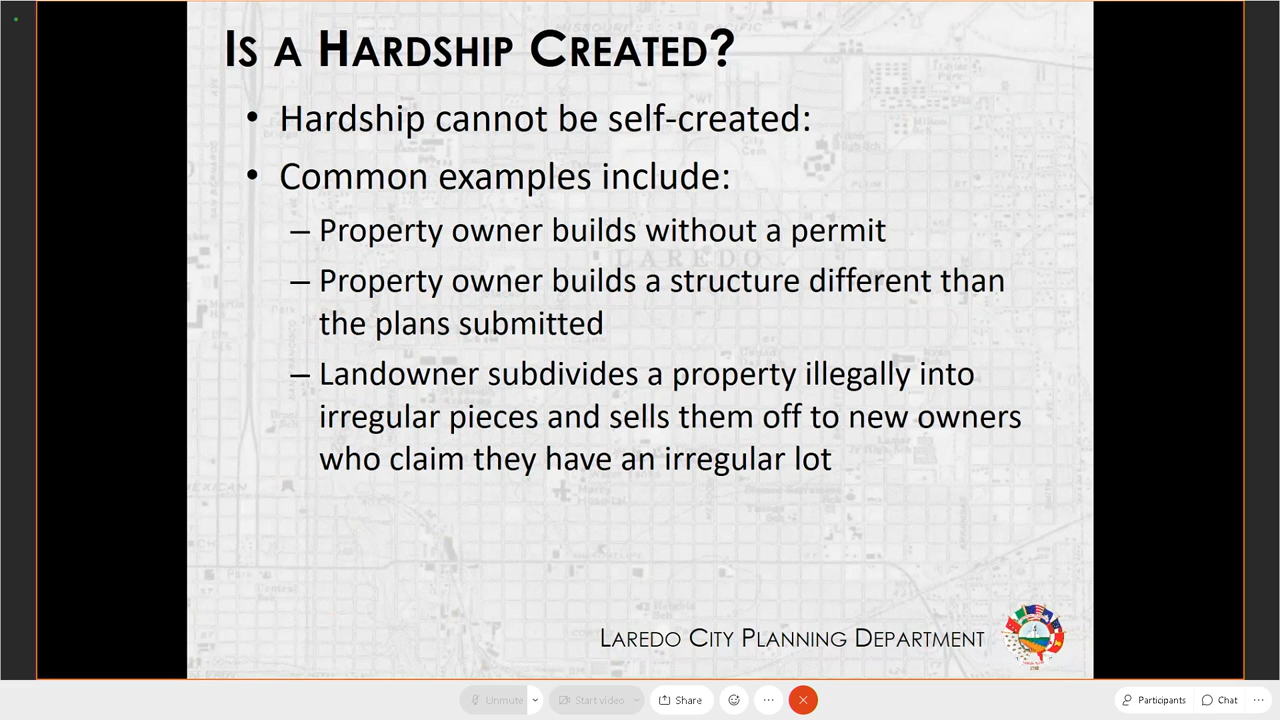 IS A HARDSHIP CREATED?
• Hardship cannot be self-created:
• Common examples include:
– Property owner builds without a permit
– Property owner builds a structure different than
the plans submitted
– Landowner subdivides a property illegally into
irregular pieces and sells them off to new owners
who claim they have an irregular lot
LAREDO
LAREDO CITY PLANNING DEPARTMENT
Unmute
Start video
Share
Participants
Chat